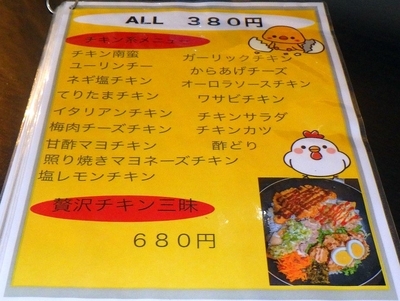 ALL 380円
チキン系メニュー
チキン南蛮
ガーリックチキン
ユーリンチー
からあげチーズ
ネギ塩チキン
オーロラソースチキン
てりたまチキン
ワサビチキン
イタリアンチキン
チキンサラダ
梅肉チーズチキン
チキンカツ
甘酢マヨチキン
酢どり
照り焼きマヨネーズチキン
塩レモンチキン
贅沢チキン三昧
680円